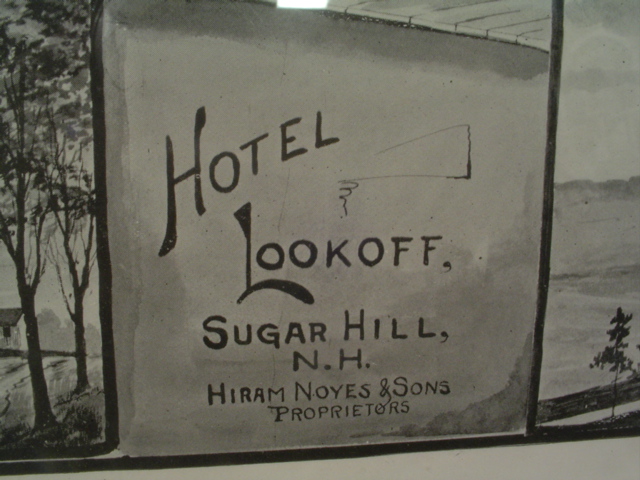 HOTEL
LOOKOFF,
SUGAR HILL,
N.H.
HIRAM NOYES & SONS
PROPRIETORS